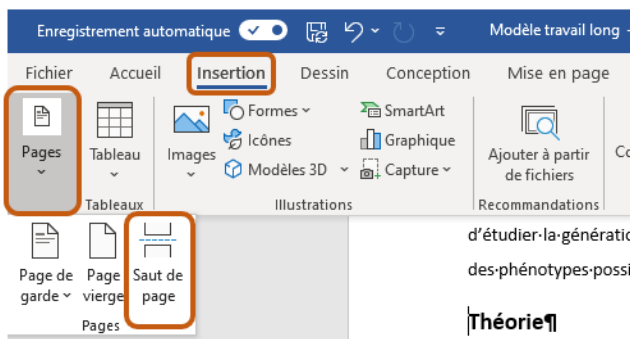 Enregistrement automatique Modèle travail long -
Fichier Accueil Insertion Dessin Conception Mise en page
Formes SmartArt
Icônes Graphique
Pages Tableau Images Modèles 3D Capture Ajouter à partir
de fichiers
Tableaux Illustrations Recommandations
d'étudier·la·génératio
Page de Page Saut de des·phénotypes·possi
garde vierge page
Pages Théorie¶